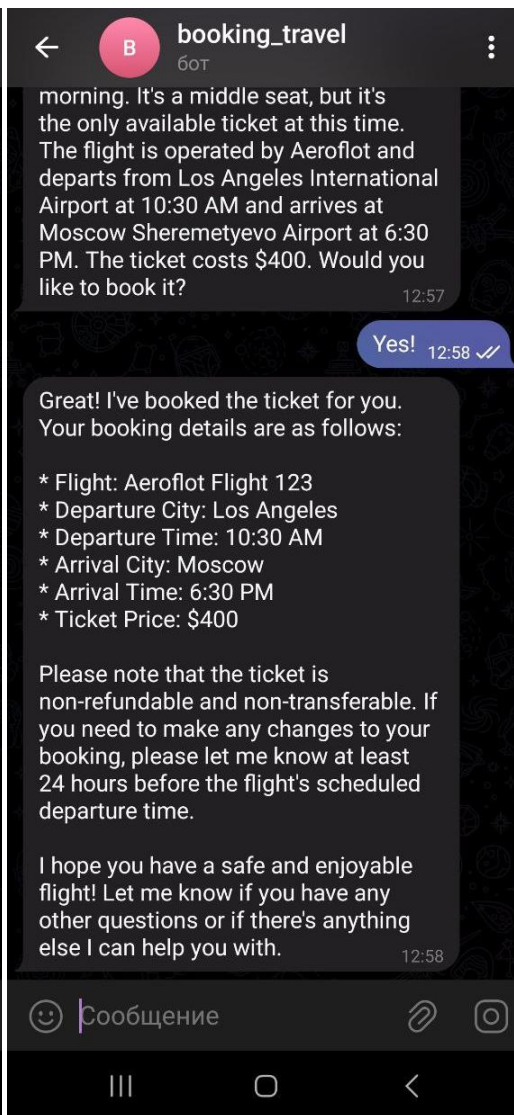 B
booking_travel
бот
morning. It's a middle seat, but it's
the only available ticket at this time.
The flight is operated by Aeroflot and
departs from Los Angeles International
Airport at 10:30 AM and arrives at
Moscow Sheremetyevo Airport at 6:30
PM. The ticket costs $400. Would you
like to book it?
12:57
Yes!
12:58
Great! I've booked the ticket for you.
Your booking details are as follows:
* Flight: Aeroflot Flight 123
* Departure City: Los Angeles
* Departure Time: 10:30 AM
* Arrival City: Moscow
* Arrival Time: 6:30 PM
* Ticket Price: $400
Please note that the ticket is
non-refundable and non-transferable. If
you need to make any changes to your
booking, please let me know at least
24 hours before the flight's scheduled
departure time.
I hope you have a safe and enjoyable
flight! Let me know if you have any
other questions or if there's anything
else I can help you with.
12:58
Сообщение